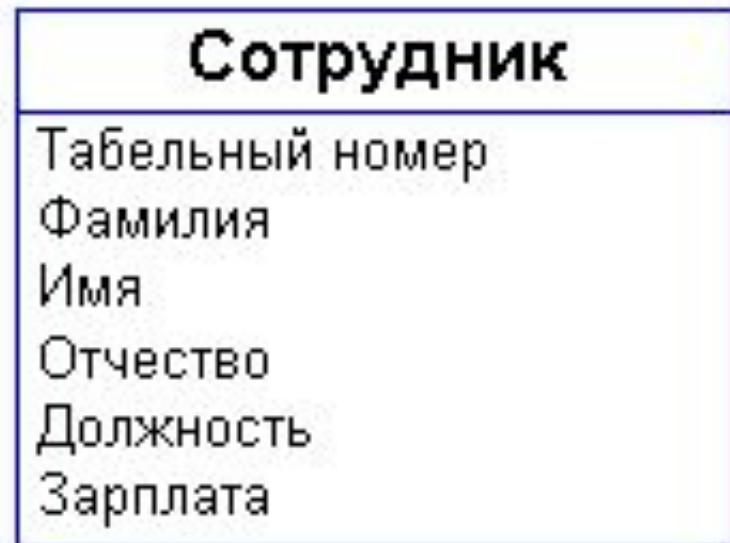 Сотрудник
Табельный номер
Фамилия
Имя
Отчество
Должность
Зарплата